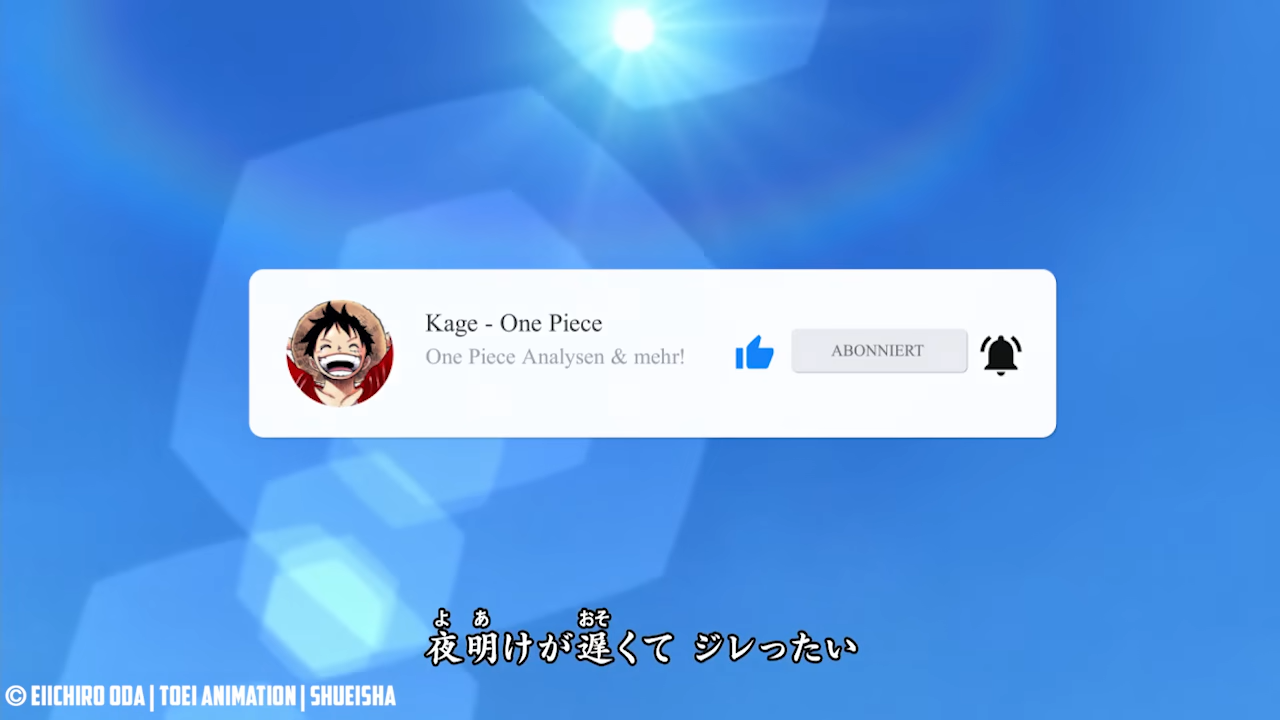 Kage - One Piece
One Piece Analysen & mehr!
ABONNIERT
よ あ おそ
夜明けが遅くて ジレったい
© EIICHIRO ODA | TOEI ANIMATION | SHUEISHA